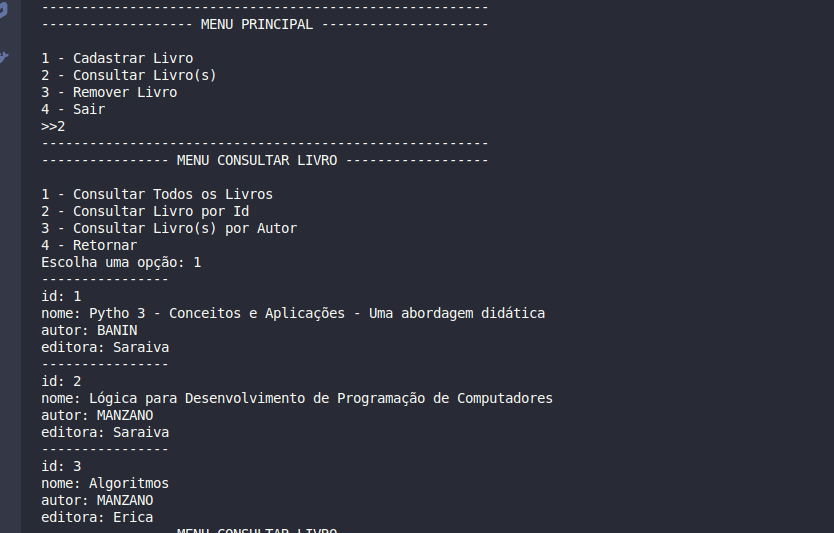 --------------------------------------------------------
------------------- MENU PRINCIPAL ---------------------
1 - Cadastrar Livro
2 - Consultar Livro(s)
3 - Remover Livro
4 - Sair
>>2
--------------------------------------------------------
---------------- MENU CONSULTAR LIVRO ------------------
1 - Consultar Todos os Livros
2 - Consultar Livro por Id
3 - Consultar Livro(s) por Autor
4 - Retornar
Escolha uma opção: 1
----------------
id: 1
nome: Pytho 3 - Conceitos e Aplicações - Uma abordagem didática
autor: BANIN
editora: Saraiva
----------------
id: 2
nome: Lógica para Desenvolvimento de Programação de Computadores
autor: MANZANO
editora: Saraiva
----------------
id: 3
nome: Algoritmos
autor: MANZANO
editora: Erica
MENU CONSULTAR LIVRO